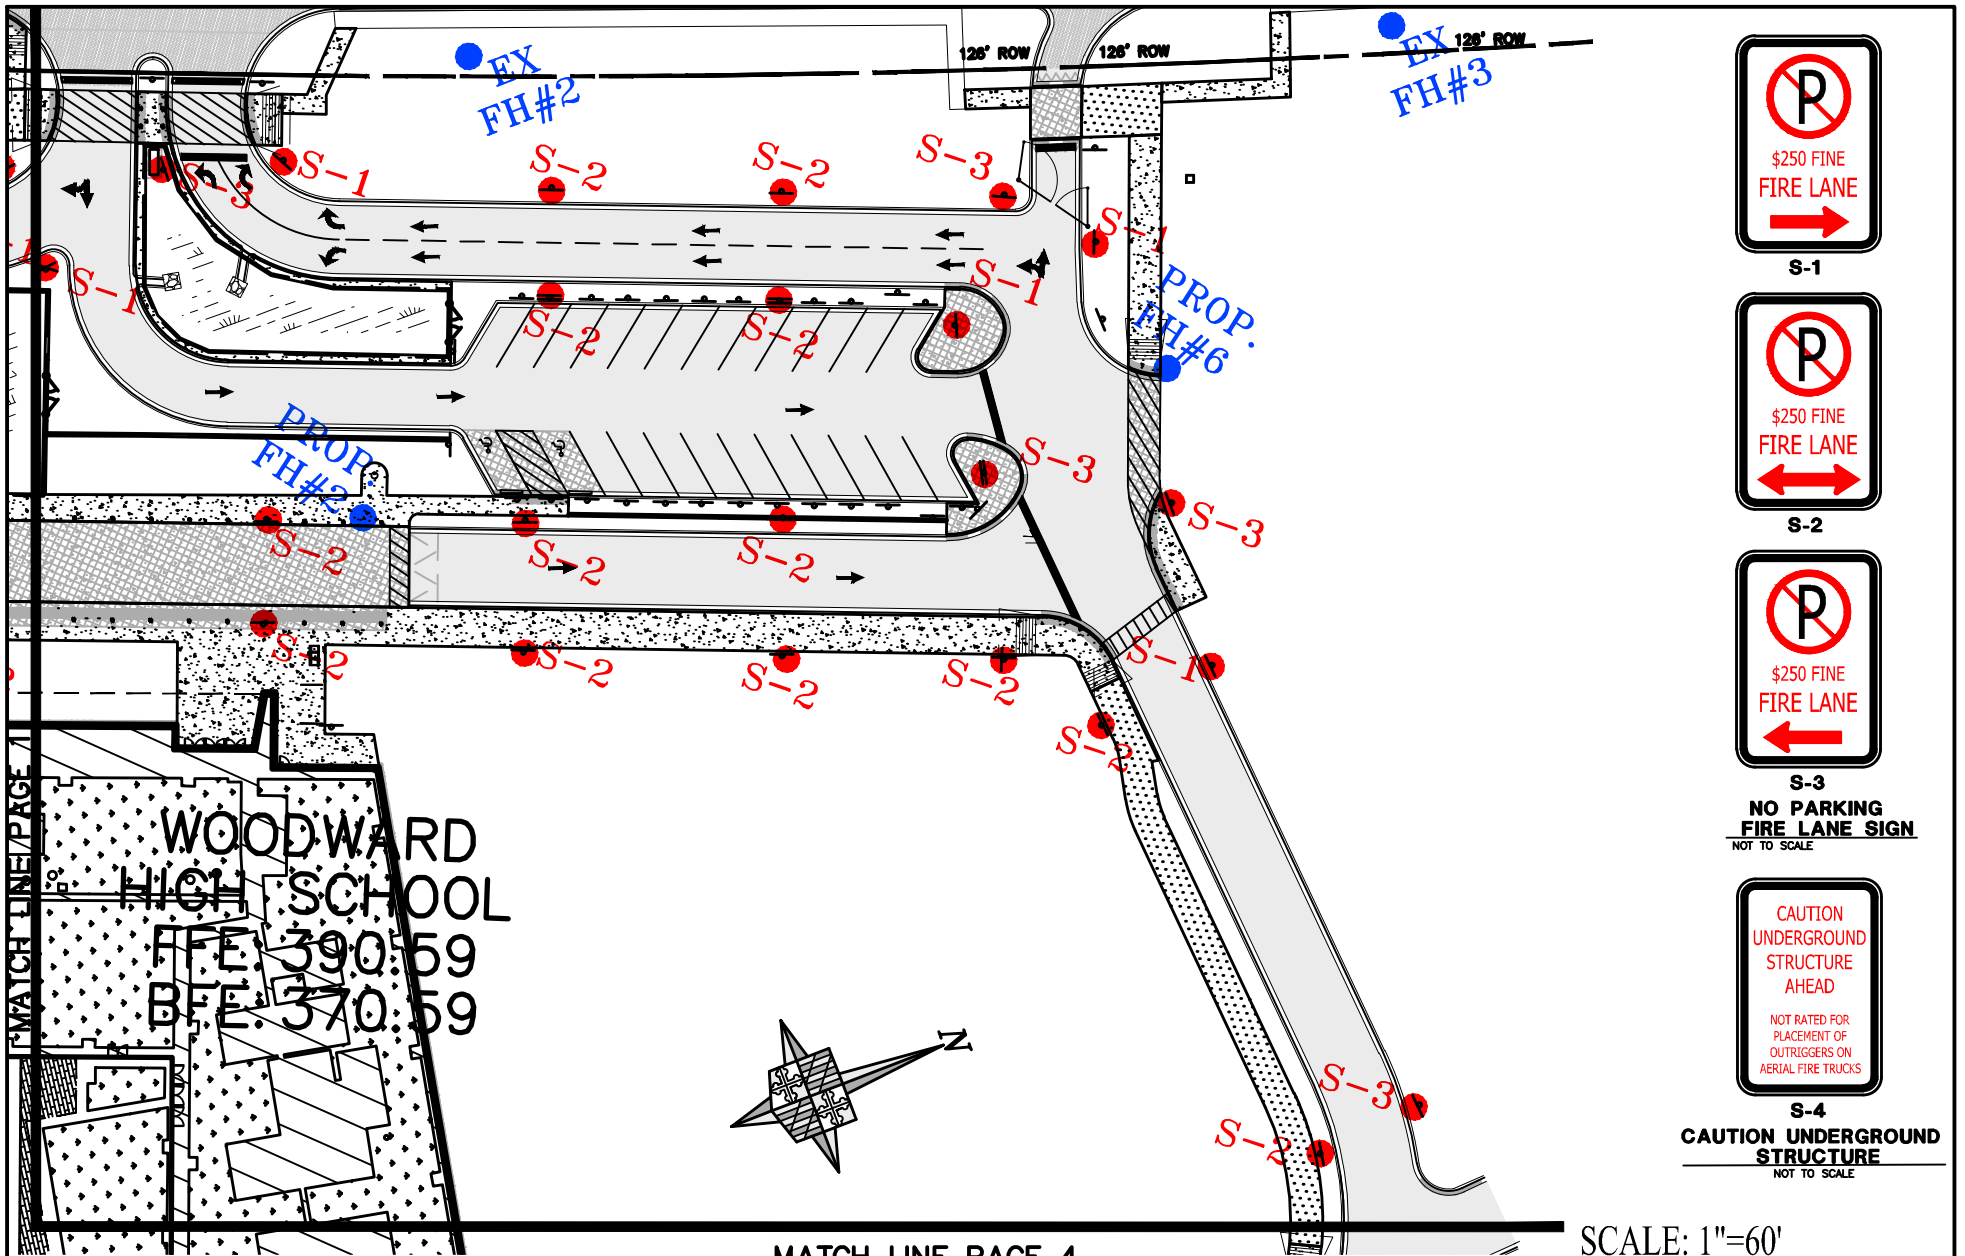 126' ROW
126' ROW
126' ROW
EX
FH#2
EX
FH#3
S-1
S-2
S-2
S-3
S-3
S-1
S-1
S-1
PROP.
FH#6
S-2
S-2
PROP.
FH#2
S-3
S-3
S-2
S-2
S-2
S-2
S-2
S-2
S-2
S-1
S-2
S-3
S-2
WOODWARD
HIGH SCHOOL
FFE: 390.59
BFE: 370.59
MATCH LINE PAGE 1
N
MATCH LINE PAGE 4
SCALE: 1"=60'
P
$250 FINE
FIRE LANE
S-1
P
$250 FINE
FIRE LANE
S-2
P
$250 FINE
FIRE LANE
S-3
NO PARKING
FIRE LANE SIGN
NOT TO SCALE
CAUTION
UNDERGROUND
STRUCTURE
AHEAD
NOT RATED FOR
PLACEMENT OF
OUTRIGGERS ON
AERIAL FIRE TRUCKS
S-4
CAUTION UNDERGROUND
STRUCTURE
NOT TO SCALE